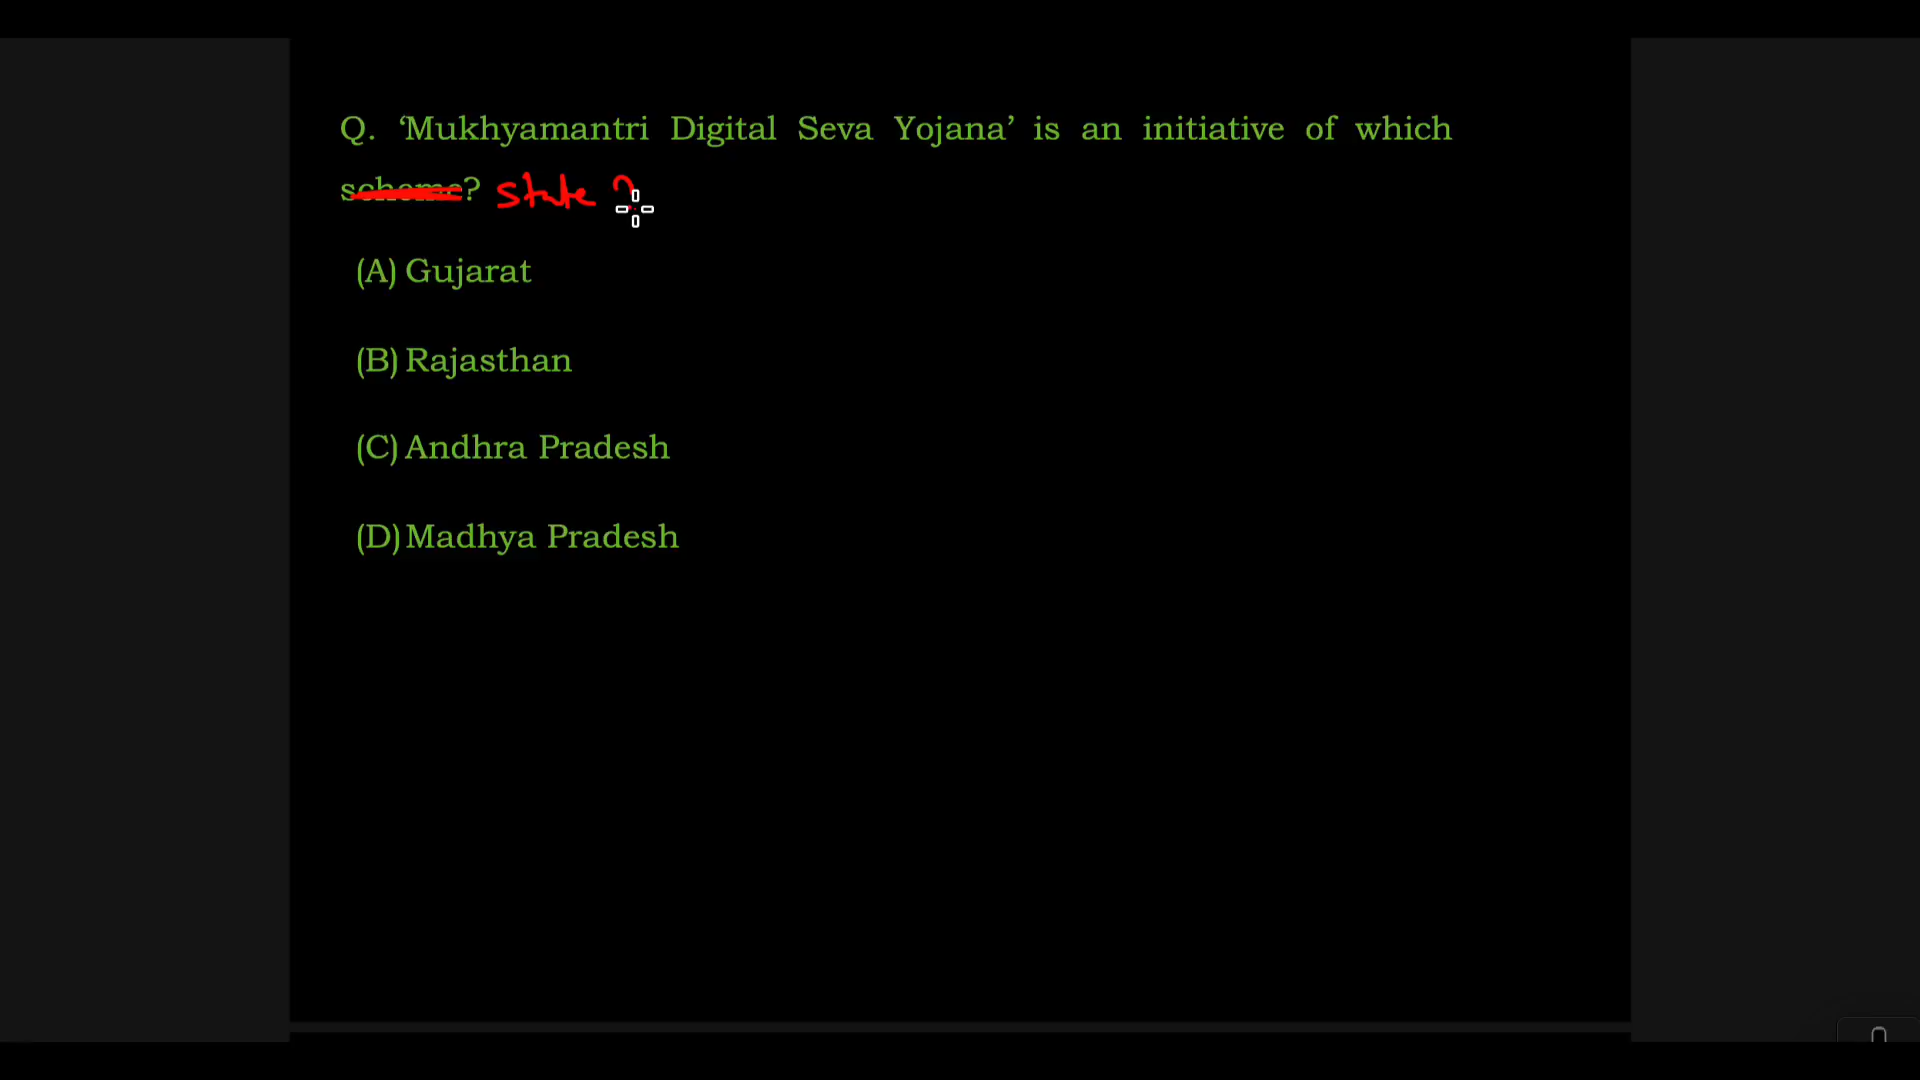 Q. ‘Mukhyamantri Digital Seva Yojana’ is an initiative of which
scheme? state ?
(A) Gujarat
(B) Rajasthan
(C) Andhra Pradesh
(D) Madhya Pradesh